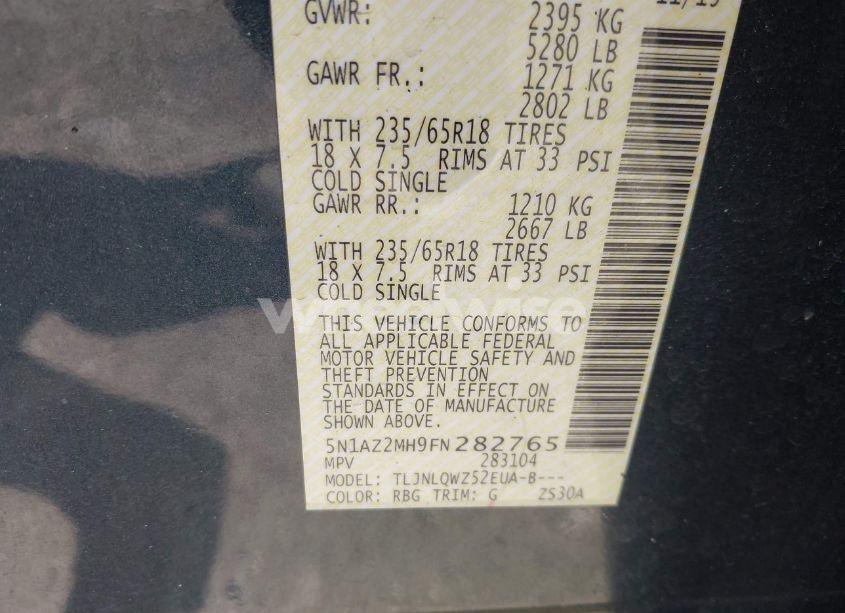 11/15
GVWR: 2395 KG
5280 LB
GAWR FR.: 1271 KG
2802 LB
WITH 235/65R18 TIRES
18 X 7.5 RIMS AT 33 PSI
COLD SINGLE
GAWR RR.: 1210 KG
2667 LB
WITH 235/65R18 TIRES
18 X 7.5 RIMS AT 33 PSI
COLD SINGLE
THIS VEHICLE CONFORMS TO
ALL APPLICABLE FEDERAL
MOTOR VEHICLE SAFETY AND
THEFT PREVENTION
STANDARDS IN EFFECT ON
THE DATE OF MANUFACTURE
SHOWN ABOVE.
5N1AZ2MH9FN282765
MPV 283104
MODEL: TLJNLQWZ52EUA-B---
COLOR: RBG TRIM: G ZS30A